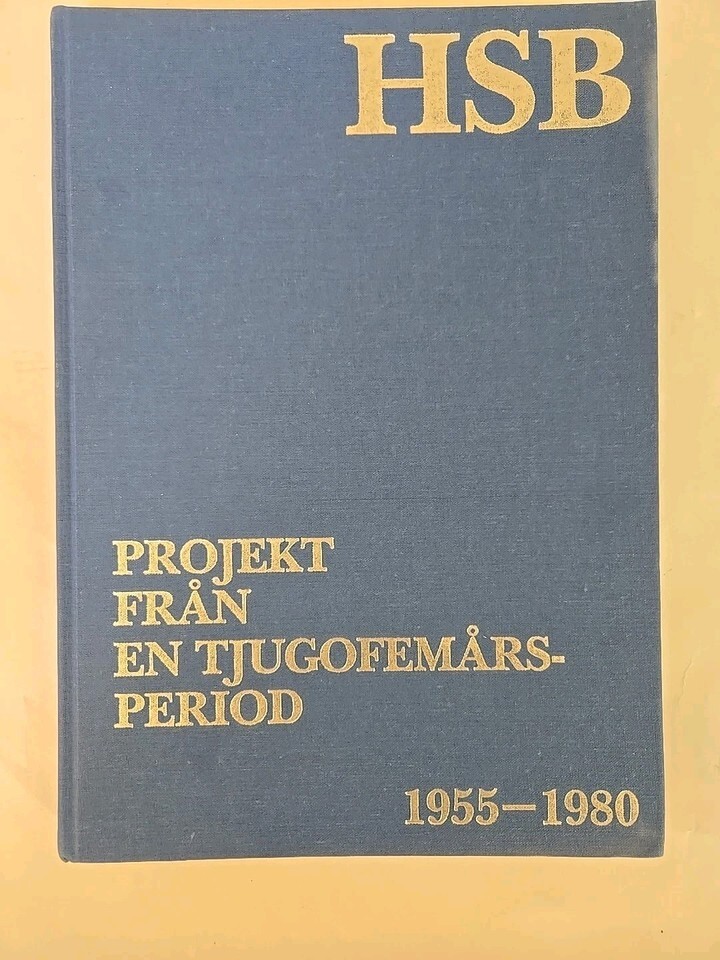 HSB
PROJEKT
FRÅN
EN TJUGOFEMÅRS-
PERIOD
1955—1980